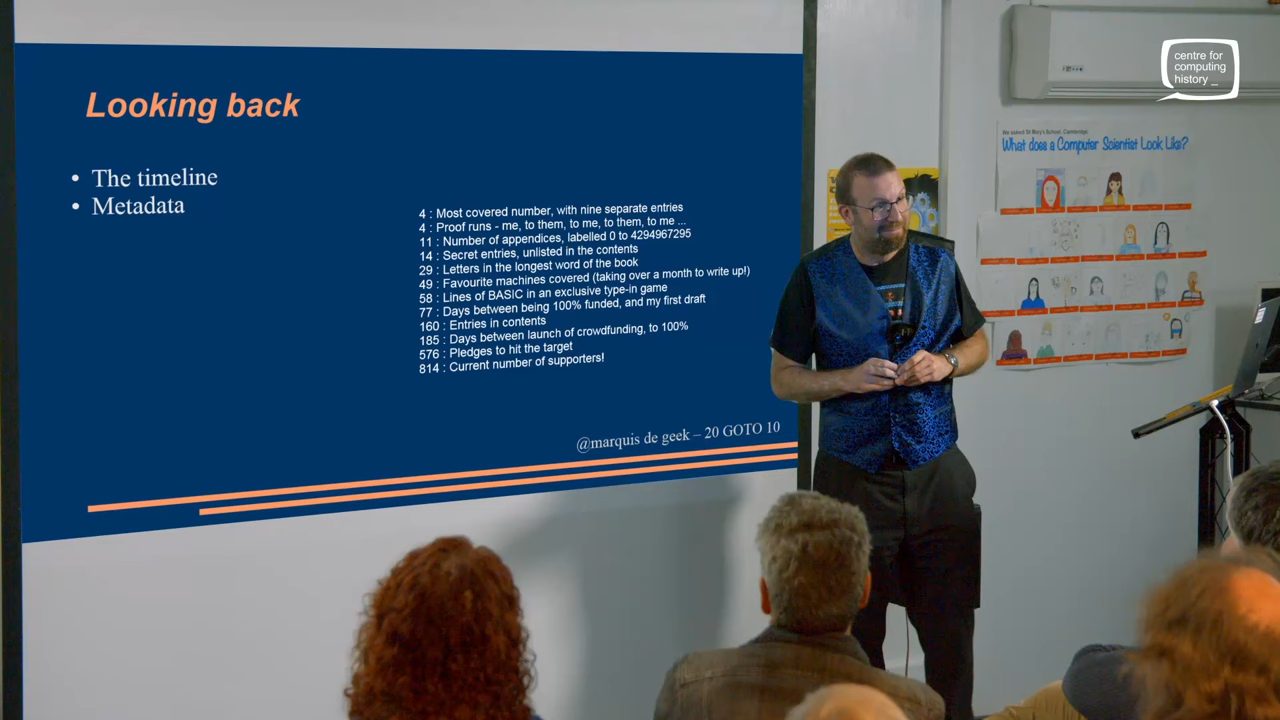 Looking back
• The timeline
• Metadata
4 : Most covered number, with nine separate entries
4 : Proof runs - me, to them, to me, to them, to me ...
11 : Number of appendices, labelled 0 to 4294967295
14 : Secret entries, unlisted in the contents
29 : Letters in the longest word of the book
49 : Favourite machines covered (taking over a month to write up!)
58 : Lines of BASIC in an exclusive type-in game
77 : Days between being 100% funded, and my first draft
160 : Entries in contents
185 : Days between launch of crowdfunding, to 100%
576 : Pledges to hit the target
814 : Current number of supporters!
@marquis de geek – 20 GOTO 10
centre for
computing
history _
We asked St Mary's School, Cambridge:
What does a Computer Scientist Look Like?